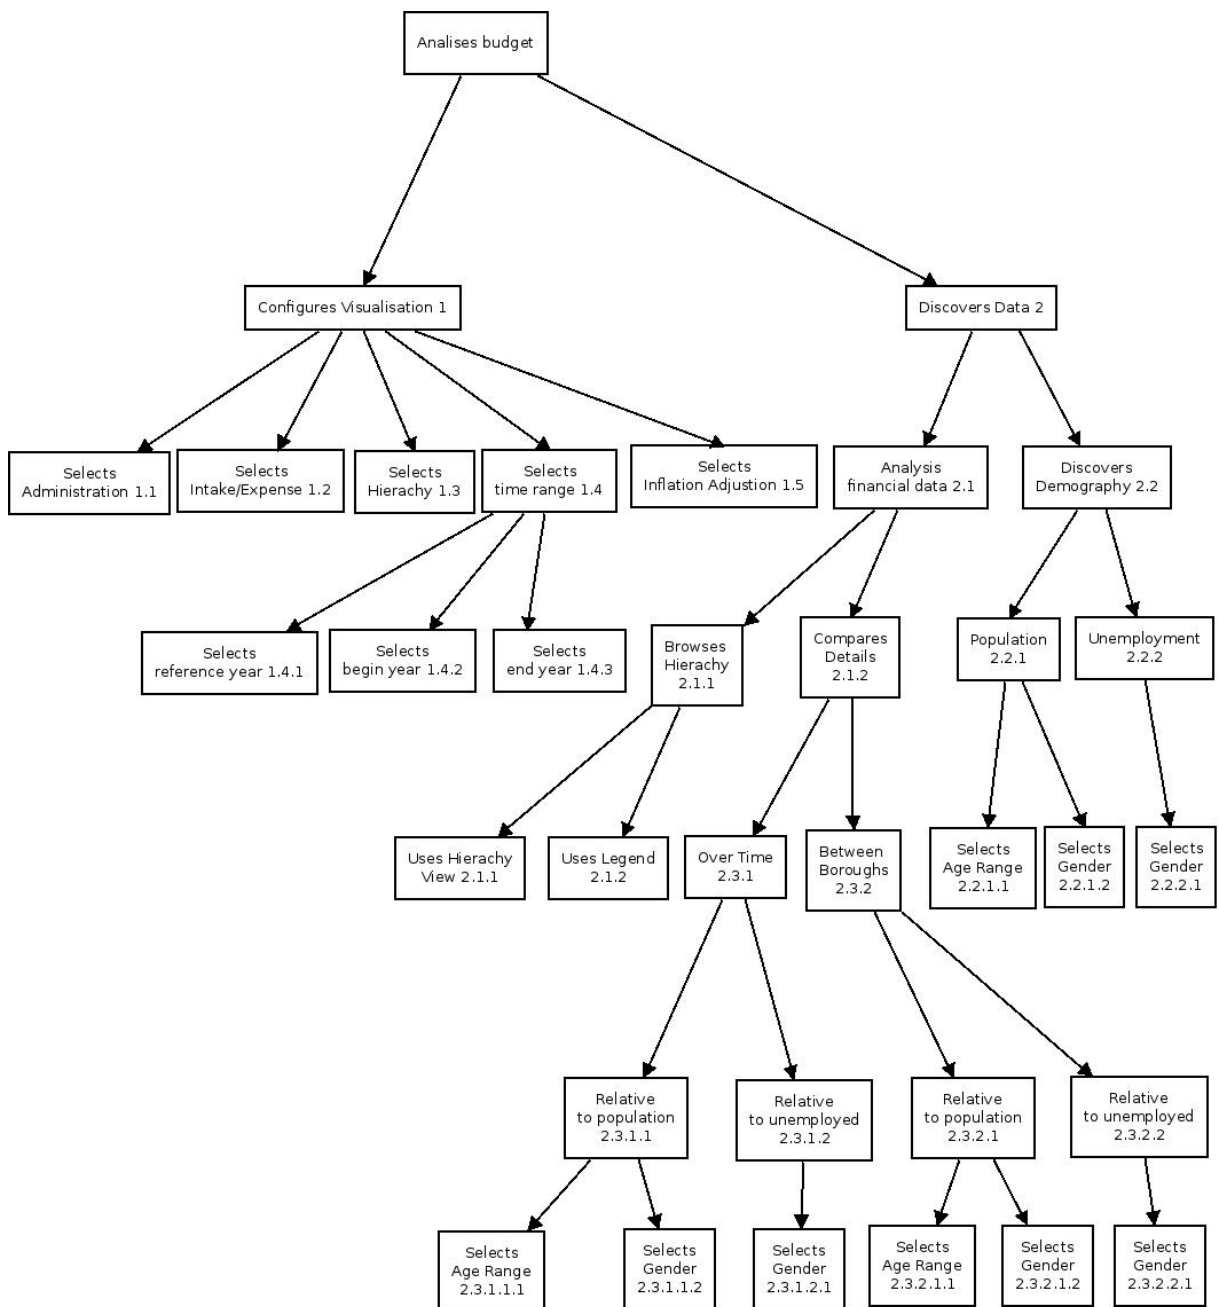 Analises budget
Configures Visualisation 1
Discovers Data 2
Selects
Administration 1.1
Selects
Intake/Expense 1.2
Selects
Hierachy 1.3
Selects
time range 1.4
Selects
Inflation Adjustion 1.5
Analysis
financial data 2.1
Discovers
Demography 2.2
Selects
reference year 1.4.1
Selects
begin year 1.4.2
Selects
end year 1.4.3
Browses
Hierachy
2.1.1
Compares
Details
2.1.2
Population
2.2.1
Unemployment
2.2.2
Uses Hierachy
View 2.1.1
Uses Legend
2.1.2
Over Time
2.3.1
Between
Boroughs
2.3.2
Selects
Age Range
2.2.1.1
Selects
Gender
2.2.1.2
Selects
Gender
2.2.2.1
Relative
to population
2.3.1.1
Relative
to unemployed
2.3.1.2
Relative
to population
2.3.2.1
Relative
to unemployed
2.3.2.2
Selects
Age Range
2.3.1.1.1
Selects
Gender
2.3.1.1.2
Selects
Gender
2.3.1.2.1
Selects
Age Range
2.3.2.1.1
Selects
Gender
2.3.2.1.2
Selects
Gender
2.3.2.2.1